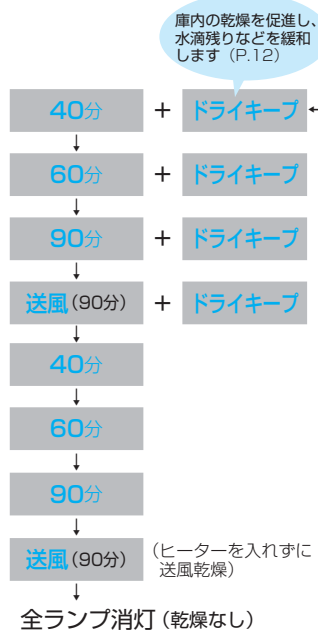 庫内の乾燥を促進し、
水滴残りなどを緩和
します（P.12）
40分 + ドライキープ
60分 + ドライキープ
90分 + ドライキープ
送風(90分) + ドライキープ
40分
60分
90分
送風(90分) （ヒーターを入れずに
送風乾燥）
全ランプ消灯(乾燥なし)